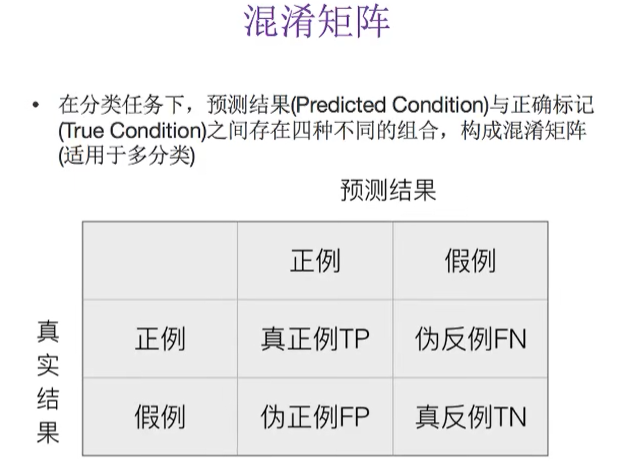 混淆矩阵
• 在分类任务下，预测结果(Predicted Condition)与正确标记
(True Condition)之间存在四种不同的组合，构成混淆矩阵
(适用于多分类)
预测结果
正例 假例
真实结果
正例 真正例TP 伪反例FN
假例 伪正例FP 真反例TN